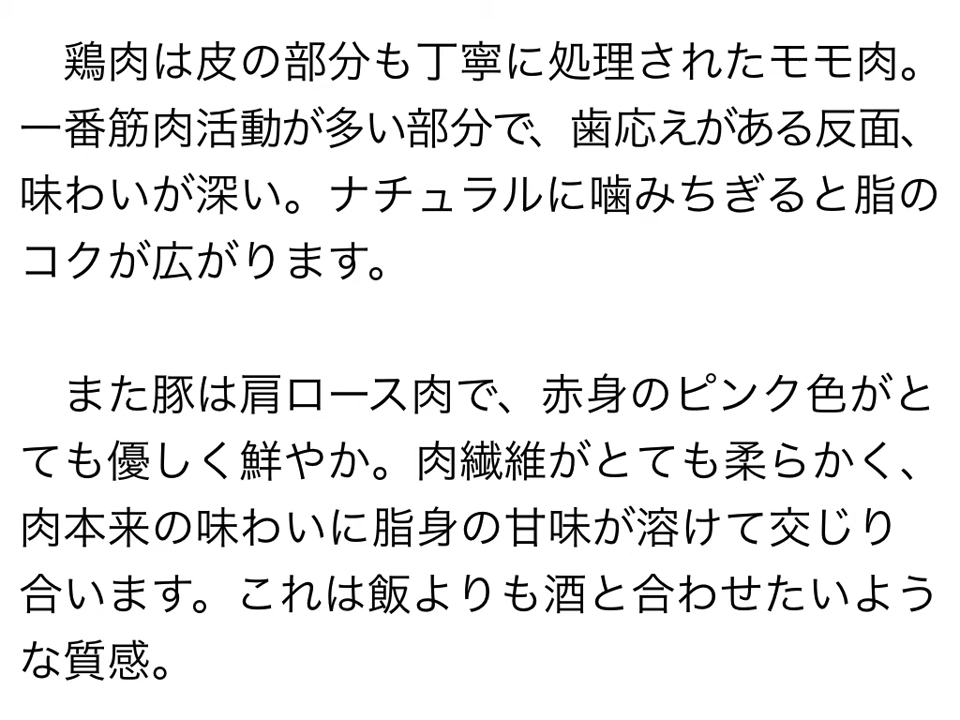 鶏肉は皮の部分も丁寧に処理されたモモ肉。
一番筋肉活動が多い部分で、歯応えがある反面、
味わいが深い。ナチュラルに噛みちぎると脂の
コクが広がります。

　また豚は肩ロース肉で、赤身のピンク色がと
ても優しく鮮やか。肉繊維がとても柔らかく、
肉本来の味わいに脂身の甘味が溶けて交じり
合います。これは飯よりも酒と合わせたいよう
な質感。